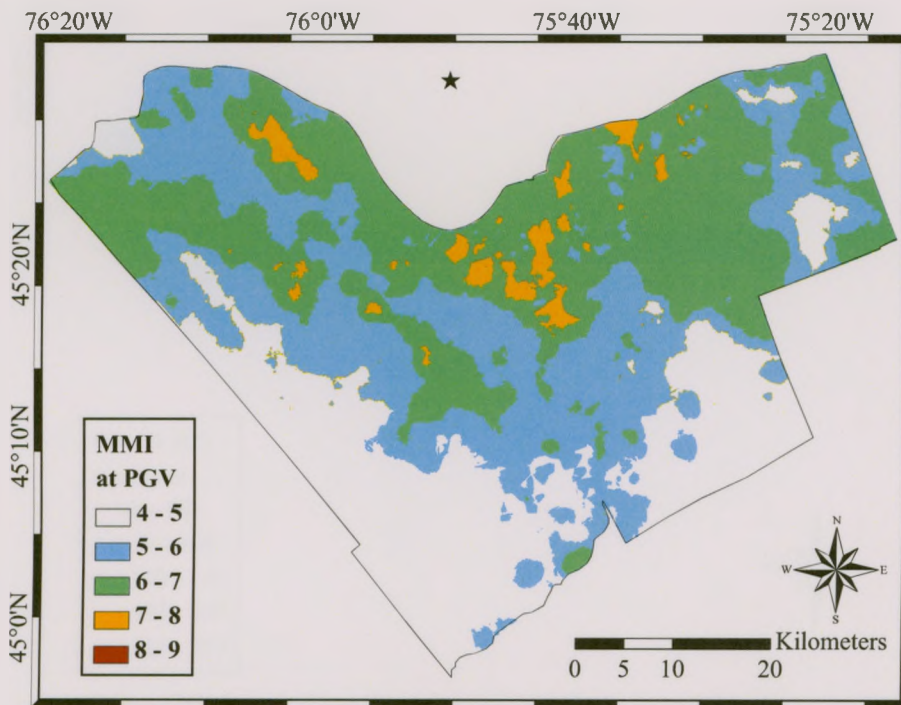 76°20'W 76°0'W 75°40'W 75°20'W
45°20'N
45°10'N
45°0'N
MMI
at PGV
4 - 5
5 - 6
6 - 7
7 - 8
8 - 9
N
W E
S
Kilometers
0 5 10 20